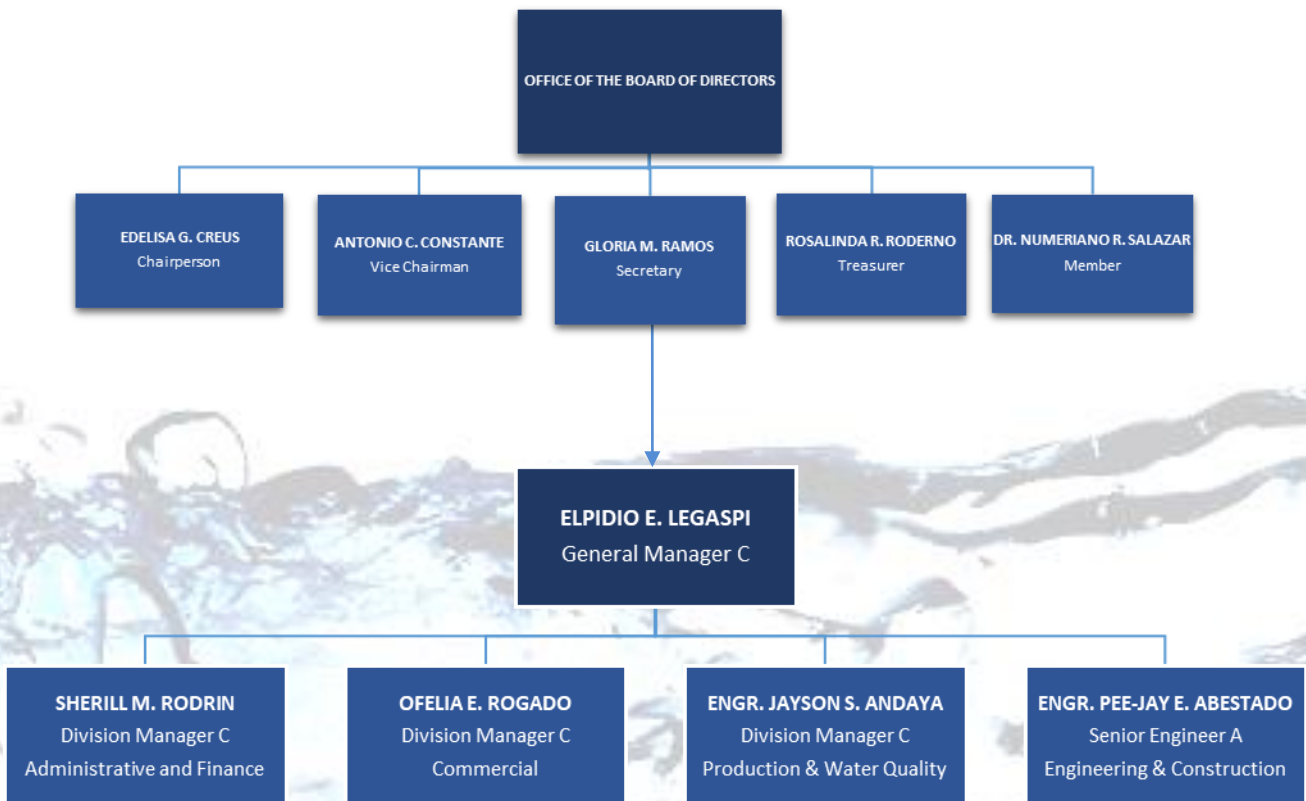 OFFICE OF THE BOARD OF DIRECTORS
EDELISA G. CREUS
Chairperson
ANTONIO C. CONSTANTE
Vice Chairman
GLORIA M. RAMOS
Secretary
ROSALINDA R. RODERNO
Treasurer
DR. NUMERIANO R. SALAZAR
Member
ELPIDIO E. LEGASPI
General Manager C
SHERILL M. RODRIN
Division Manager C
Administrative and Finance
OFELIA E. ROGADO
Division Manager C
Commercial
ENGR. JAYSON S. ANDAYA
Division Manager C
Production & Water Quality
ENGR. PEE-JAY E. ABESTADO
Senior Engineer A
Engineering & Construction